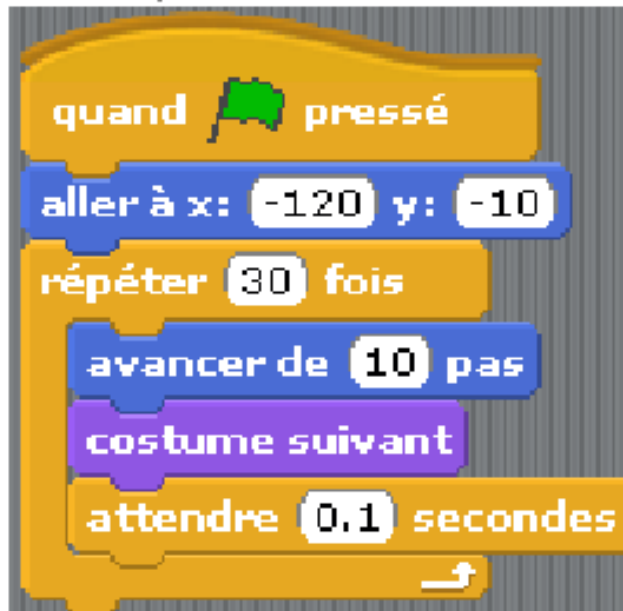 quand pressé
aller à x: -120 y: -10
répéter 30 fois
avancer de 10 pas
costume suivant
attendre 0.1 secondes